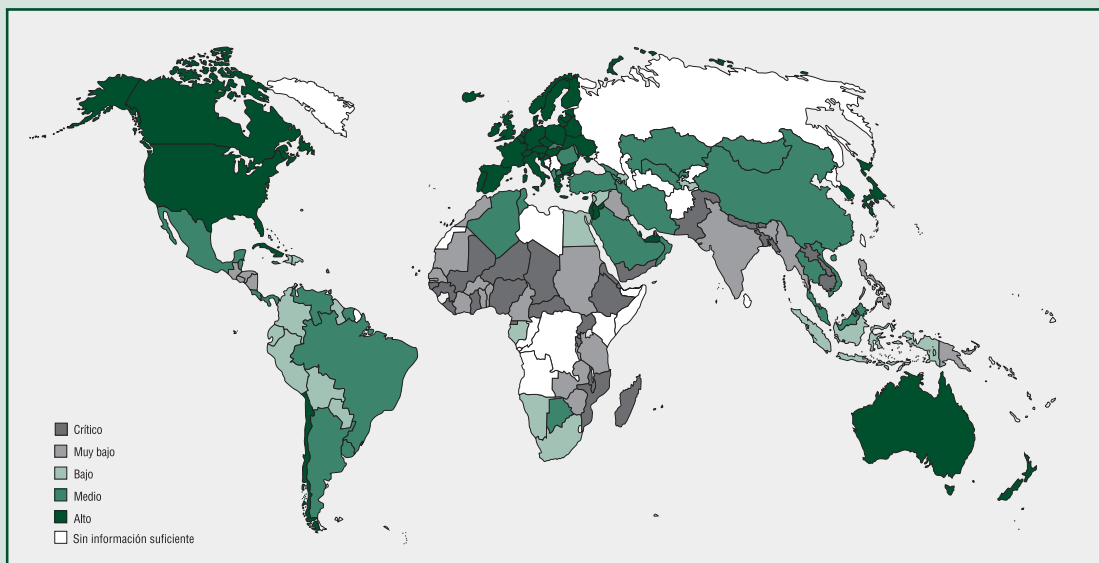 Crítico
Muy bajo
Bajo
Medio
Alto
Sin información suficiente